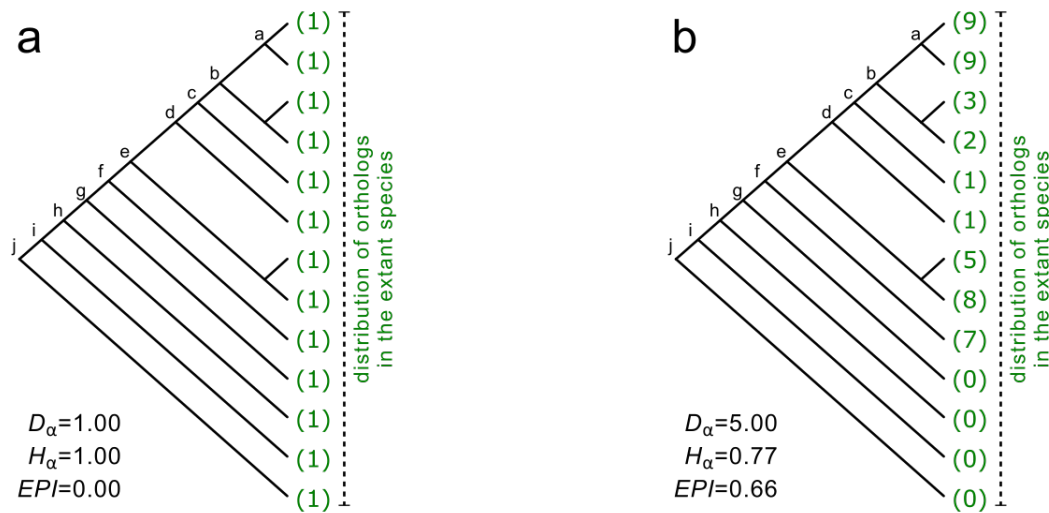 a
a
b
c
d
e
f
g
h
i
j
(1)
(1)
(1)
(1)
(1)
(1)
(1)
(1)
(1)
(1)
(1)
(1)
(1)
distribution of orthologs
in the extant species
Dα=1.00
Hα=1.00
EPI=0.00
b
a
b
c
d
e
f
g
h
i
j
(9)
(9)
(3)
(2)
(1)
(1)
(5)
(8)
(7)
(0)
(0)
(0)
(0)
distribution of orthologs
in the extant species
Dα=5.00
Hα=0.77
EPI=0.66